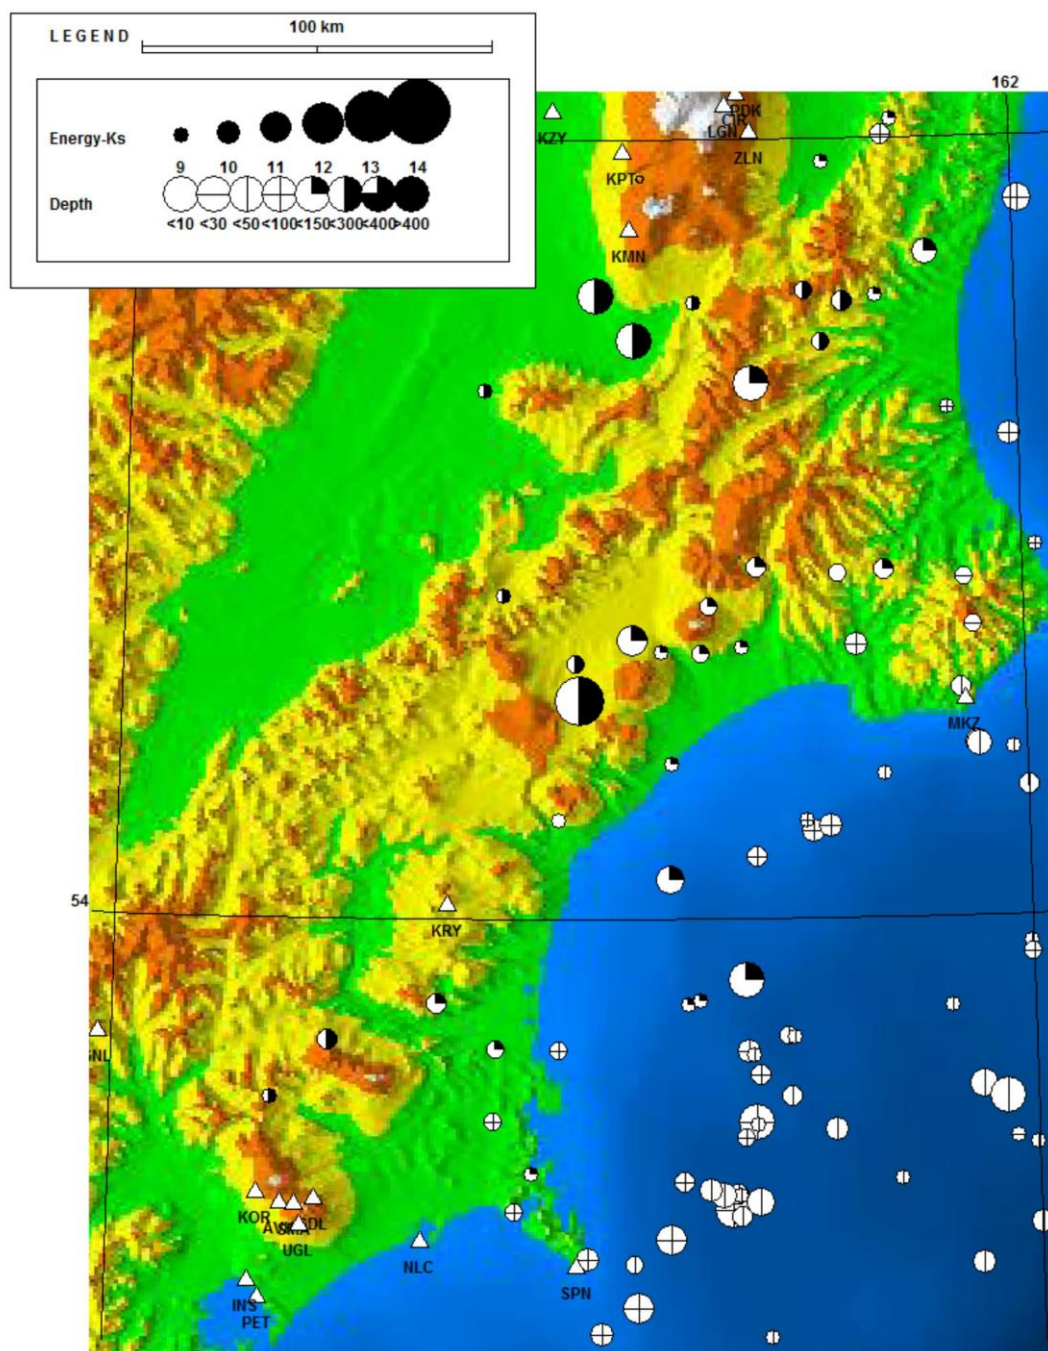 LEGEND
100 km
Energy-Ks
9 10 11 12 13 14
Depth
<10 <30 <50 <100 <150 <300 <400 >400
162
KZY
PDK
CIR
LGN
ZLN
KPT
KMN
MKZ
54
KRY
KOR
UGL
NLC
SPN
INS
PET